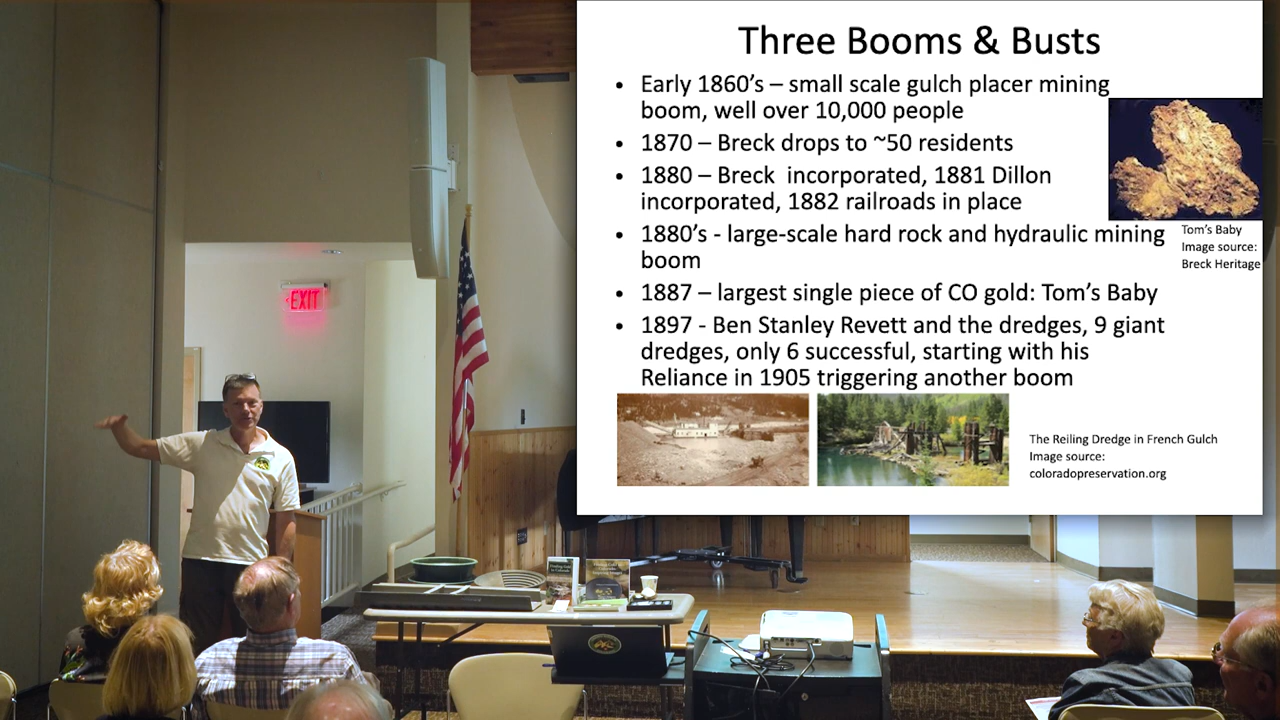 Three Booms & Busts
• Early 1860's – small scale gulch placer mining
boom, well over 10,000 people
• 1870 – Breck drops to ~50 residents
• 1880 – Breck  incorporated, 1881 Dillon
incorporated, 1882 railroads in place
• 1880's - large-scale hard rock and hydraulic mining
boom
• 1887 – largest single piece of CO gold: Tom's Baby
• 1897 - Ben Stanley Revett and the dredges, 9 giant
dredges, only 6 successful, starting with his
Reliance in 1905 triggering another boom
Tom's Baby
Image source:
Breck Heritage
The Reiling Dredge in French Gulch
Image source:
coloradopreservation.org
EXIT